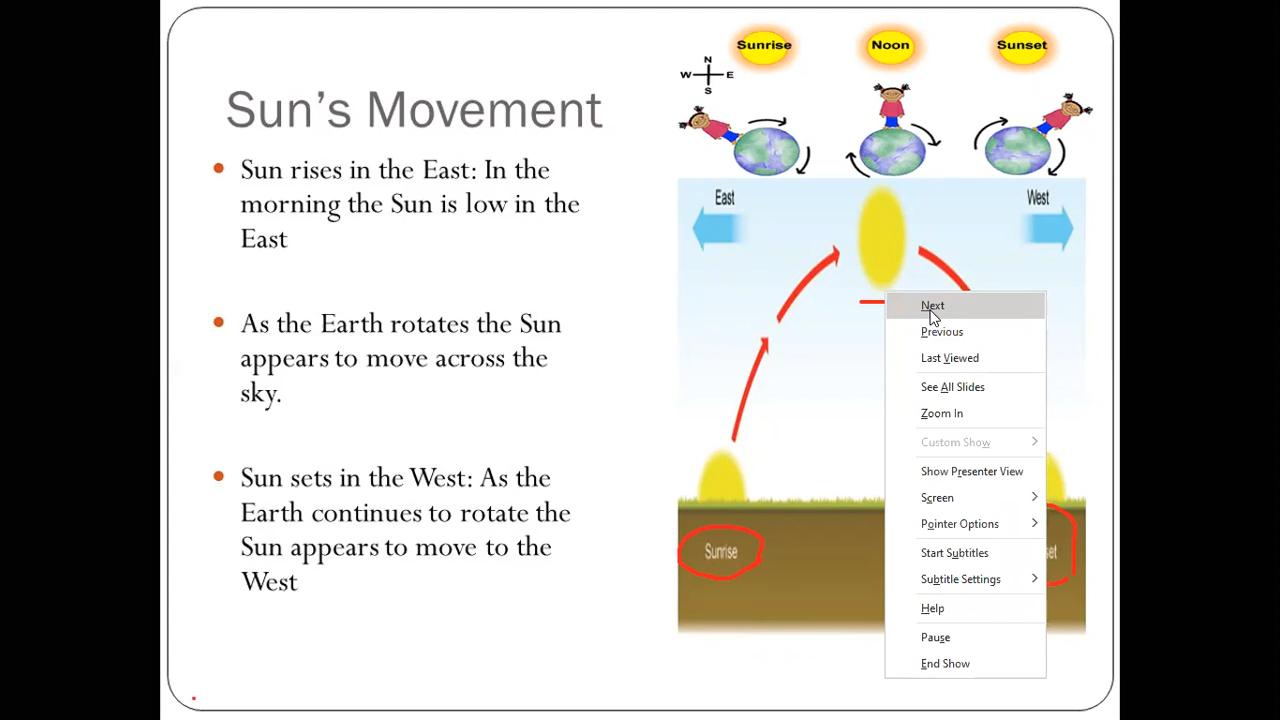 Sunrise
Noon
Sunset
N
W E
S
Sun's Movement
• Sun rises in the East: In the
morning the Sun is low in the
East
• As the Earth rotates the Sun
appears to move across the
sky.
• Sun sets in the West: As the
Earth continues to rotate the
Sun appears to move to the
West
East
West
Sunrise
set
Next
Previous
Last Viewed
See All Slides
Zoom In
Custom Show
Show Presenter View
Screen
Pointer Options
Start Subtitles
Subtitle Settings
Help
Pause
End Show